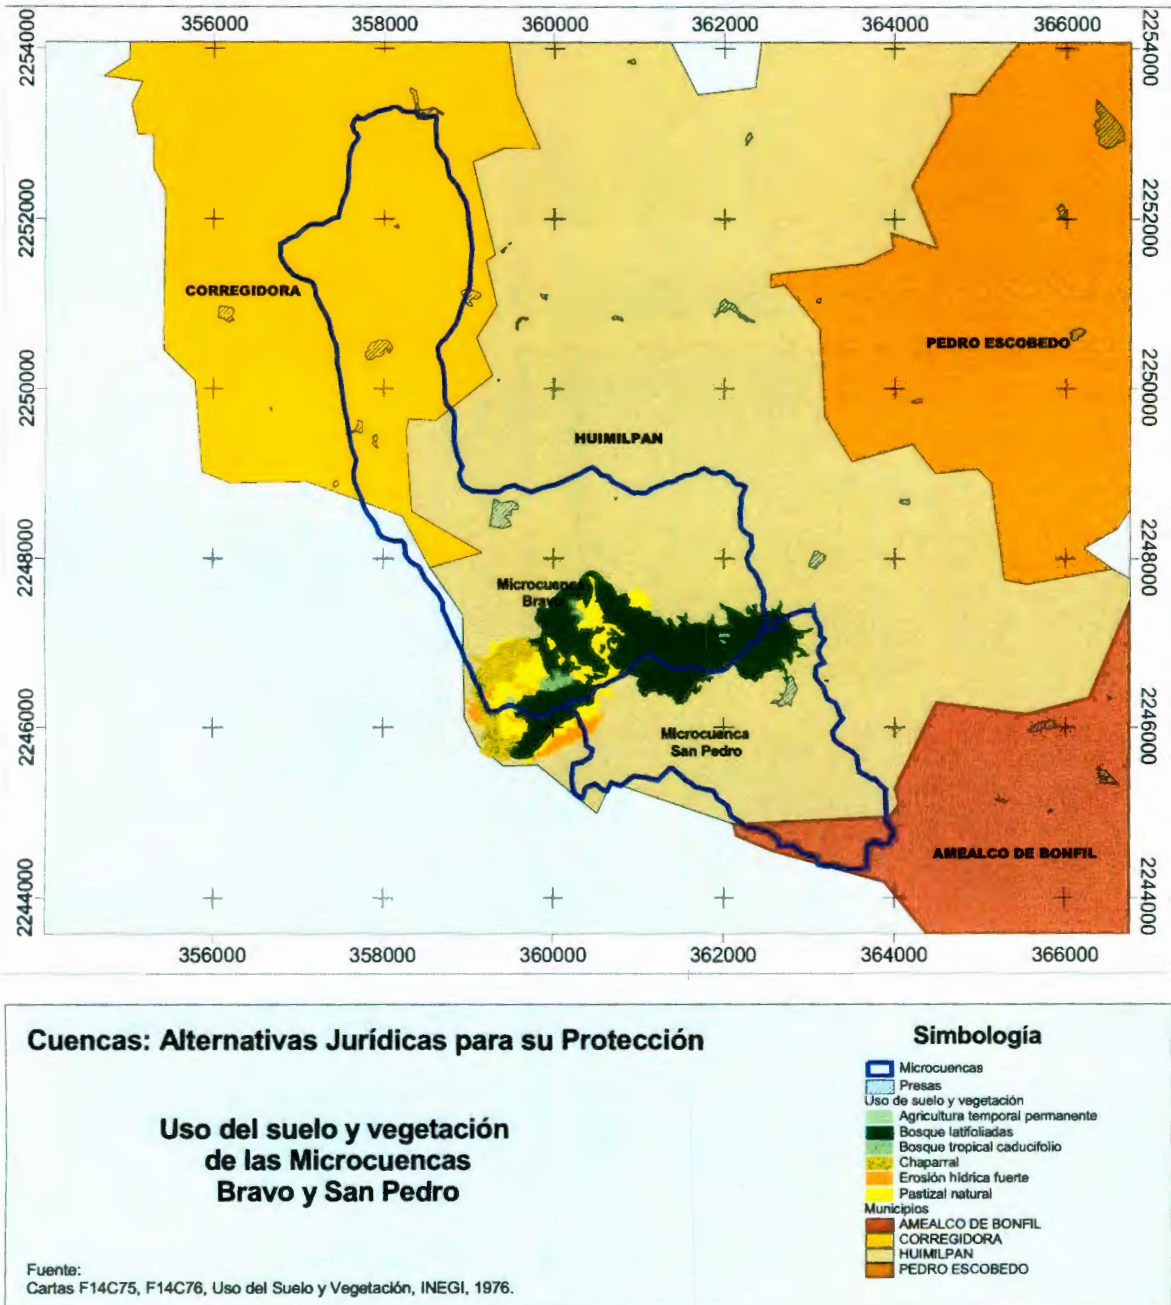 356000 358000 360000 362000 364000 366000
2254000 2254000
2252000 2252000
CORREGIDORA
PEDRO ESCOBEDO
2250000 2250000
HUIMILPAN
2248000 2248000
Microcuenca
Bravo
2246000 2246000
Microcuenca
San Pedro
AMEALCO DE BONFIL
2244000 2244000
356000 358000 360000 362000 364000 366000
Cuencas: Alternativas Jurídicas para su Protección
Uso del suelo y vegetación
de las Microcuencas
Bravo y San Pedro
Fuente:
Cartas F14C75, F14C76, Uso del Suelo y Vegetación, INEGI, 1976.
Simbología
Microcuencas
Presas
Uso de suelo y vegetación
Agricultura temporal permanente
Bosque latifoliadas
Bosque tropical caducifolio
Chaparral
Erosión hídrica fuerte
Pastizal natural
Municipios
AMEALCO DE BONFIL
CORREGIDORA
HUIMILPAN
PEDRO ESCOBEDO